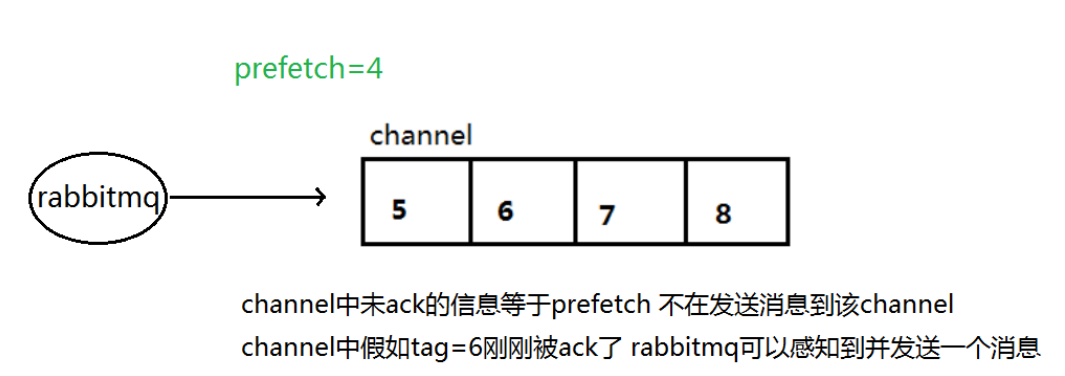 prefetch=4
channel
rabbitmq
5 6 7 8
channel中未ack的信息等于prefetch 不在发送消息到该channel
channel中假如tag=6刚刚被ack了 rabbitmq可以感知到并发送一个消息